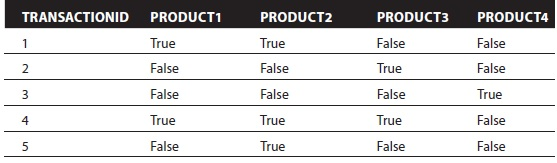 TRANSACTIONID PRODUCT1 PRODUCT2 PRODUCT3 PRODUCT4
1 True True False False
2 False False True False
3 False False False True
4 True True True False
5 False True False False